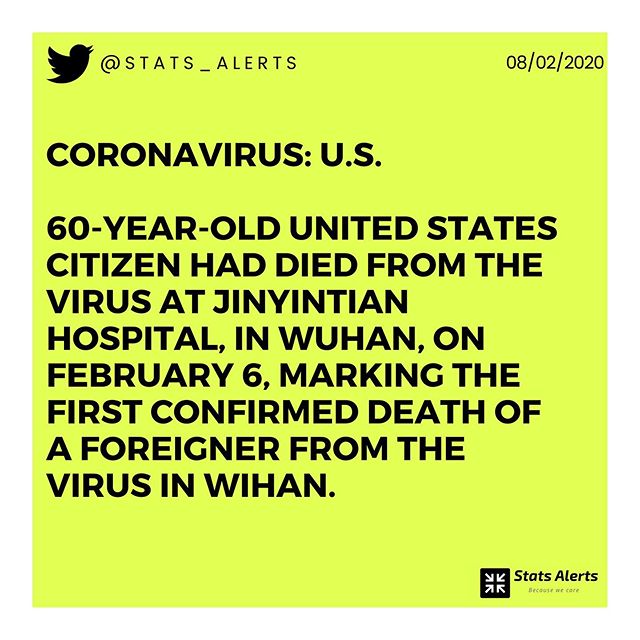 @STATS_ALERTS
08/02/2020
CORONAVIRUS: U.S.
60-YEAR-OLD UNITED STATES
CITIZEN HAD DIED FROM THE
VIRUS AT JINYINTIAN
HOSPITAL, IN WUHAN, ON
FEBRUARY 6, MARKING THE
FIRST CONFIRMED DEATH OF
A FOREIGNER FROM THE
VIRUS IN WIHAN.
Stats Alerts
Because we care